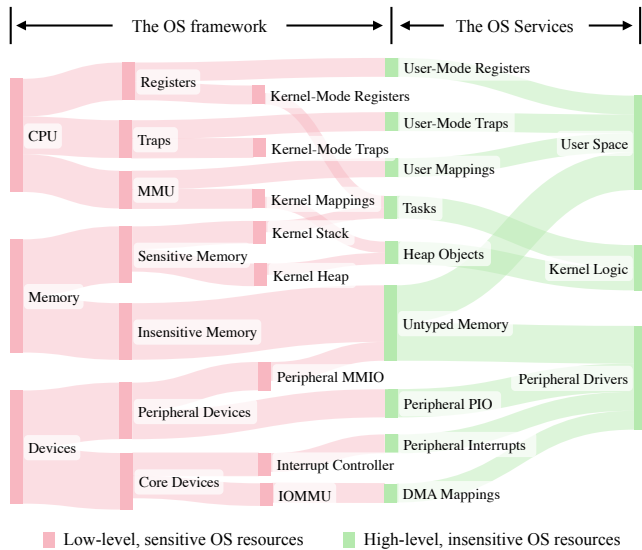 The OS framework
The OS Services
Registers
User-Mode Registers
Kernel-Mode Registers
CPU
Traps
User-Mode Traps
Kernel-Mode Traps
User Space
MMU
User Mappings
Kernel Mappings
Tasks
Kernel Stack
Sensitive Memory
Heap Objects
Kernel Heap
Kernel Logic
Memory
Insensitive Memory
Untyped Memory
Peripheral MMIO
Peripheral Drivers
Peripheral Devices
Peripheral PIO
Devices
Peripheral Interrupts
Interrupt Controller
Core Devices
IOMMU
DMA Mappings
Low-level, sensitive OS resources
High-level, insensitive OS resources